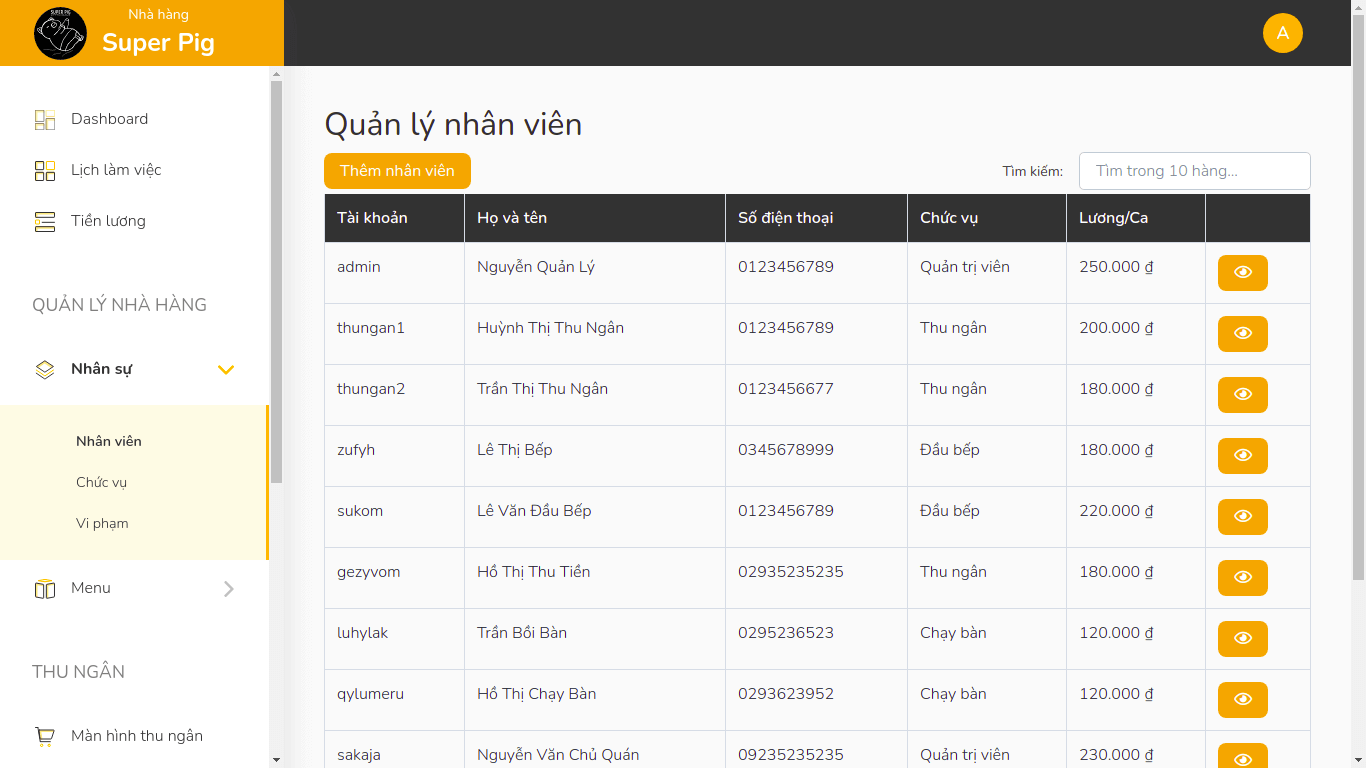 SUPER PIG
Nhà hàng
Super Pig
A
Dashboard
Lịch làm việc
Tiền lương
QUẢN LÝ NHÀ HÀNG
Nhân sự
Nhân viên
Chức vụ
Vi phạm
Menu
THU NGÂN
Màn hình thu ngân
Quản lý nhân viên
Thêm nhân viên
Tìm kiếm: Tìm trong 10 hàng...
Tài khoản Họ và tên Số điện thoại Chức vụ Lương/Ca
admin Nguyễn Quản Lý 0123456789 Quản trị viên 250.000 ₫
thungan1 Huỳnh Thị Thu Ngân 0123456789 Thu ngân 200.000 ₫
thungan2 Trần Thị Thu Ngân 0123456677 Thu ngân 180.000 ₫
zufyh Lê Thị Bếp 0345678999 Đầu bếp 180.000 ₫
sukom Lê Văn Đầu Bếp 0123456789 Đầu bếp 220.000 ₫
gezyvom Hồ Thị Thu Tiền 02935235235 Thu ngân 180.000 ₫
luhylak Trần Bồi Bàn 0295236523 Chạy bàn 120.000 ₫
qylumeru Hồ Thị Chạy Bàn 0293623952 Chạy bàn 120.000 ₫
sakaja Nguyễn Văn Chủ Quán 09235235235 Quản trị viên 230.000 ₫